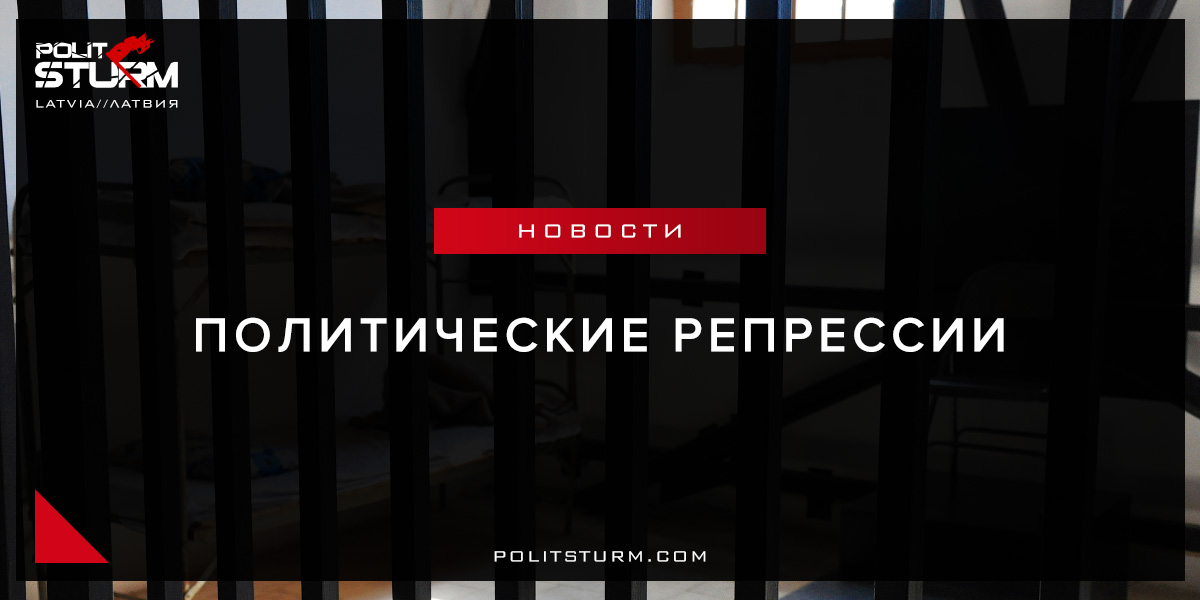 POLIT
STURM
LATVIA//ЛАТВИЯ
НОВОСТИ
ПОЛИТИЧЕСКИЕ РЕПРЕССИИ
POLITSTURM.COM